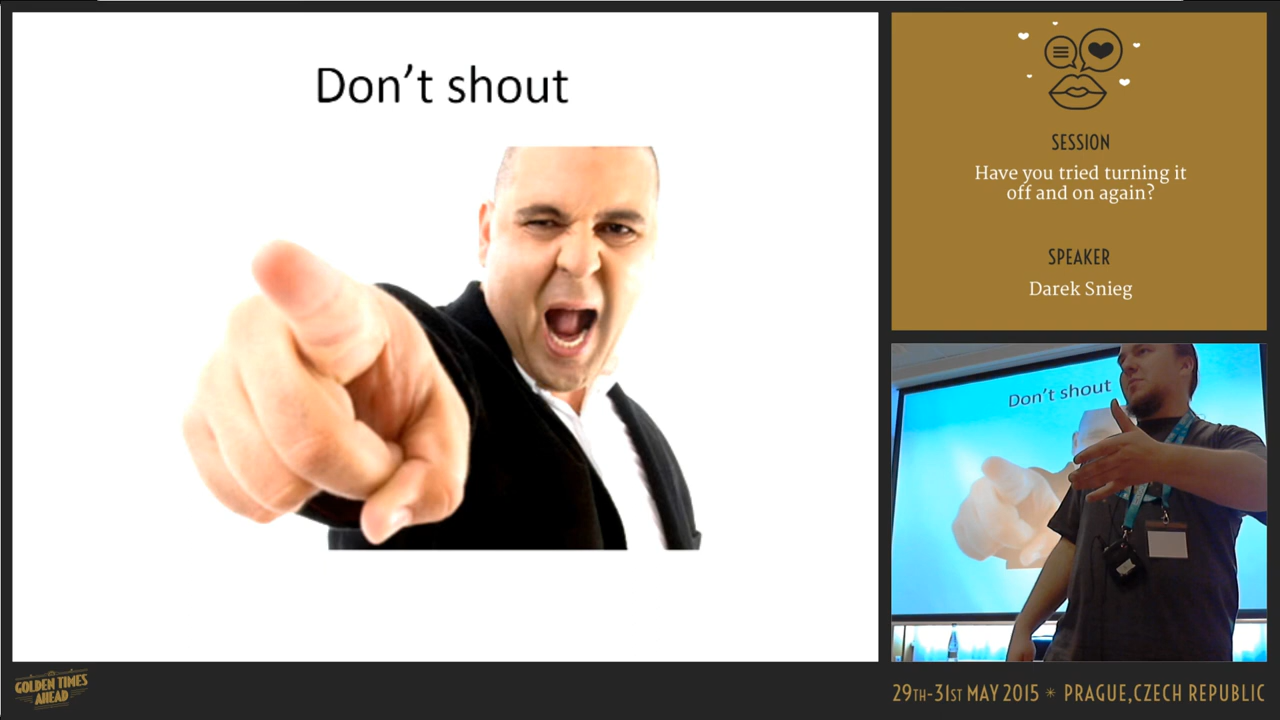 Don't shout
SESSION
Have you tried turning it
off and on again?
SPEAKER
Darek Snieg
Don't shout
GOLDEN TIMES
AHEAD
29TH-31ST MAY 2015 * PRAGUE,CZECH REPUBLIC